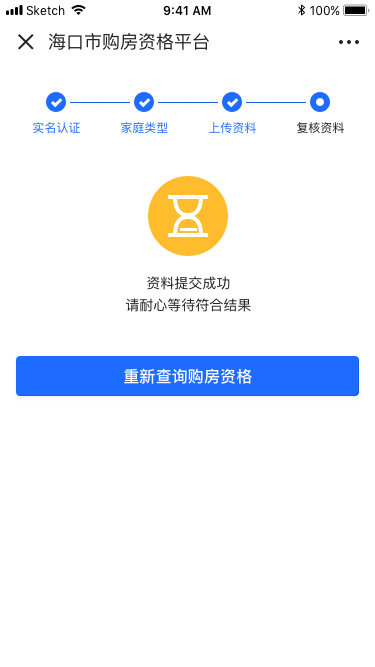 Sketch 9:41 AM 100%
海口市购房资格平台
实名认证 家庭类型 上传资料 复核资料
资料提交成功
请耐心等待符合结果
重新查询购房资格